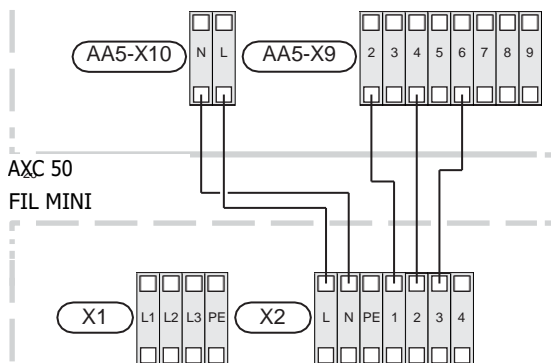 AA5-X10 N L AA5-X9 2 3 4 5 6 7 8 9
AXC 50
FIL MINI
X1 L1 L2 L3 PE X2 L N PE 1 2 3 4